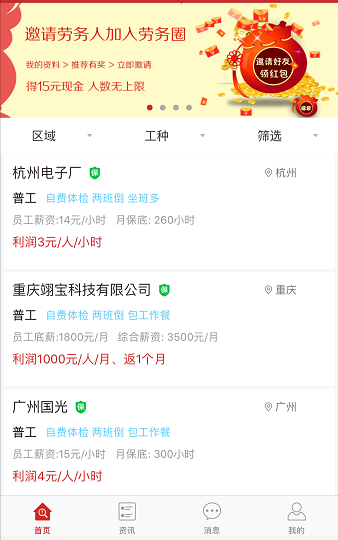 邀请劳务人加入劳务圈
我的资料 > 推荐有奖 > 立即邀请
得15元现金 人数无上限
邀请好友
领红包
区域 工种 筛选
杭州电子厂 保 杭州
普工 自费体检 两班倒 坐班多
员工薪资:14元/小时 月保底: 260小时
利润3元/人/小时
重庆翊宝科技有限公司 保 重庆
普工 自费体检 两班倒 包工作餐
员工底薪:1800元/月 综合薪资: 3500元/月
利润1000元/人/月、返1个月
广州国光 保 广州
普工 自费体检 两班倒 包工作餐
员工薪资:15元/小时 月保底: 300小时
利润4元/人/小时
首页 资讯 消息 我的